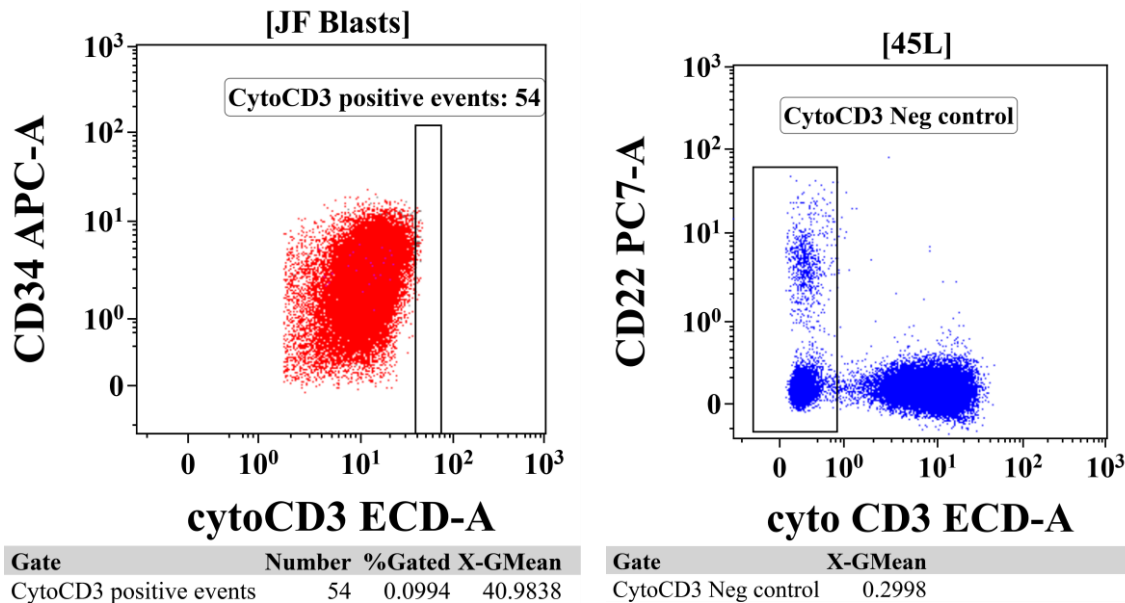 [JF Blasts]
CytoCD3 positive events: 54
CD34 APC-A
10³
10²
10¹
10⁰
0
0 10⁰ 10¹ 10² 10³
cytoCD3 ECD-A
Gate Number %Gated X-GMean
CytoCD3 positive events 54 0.0994 40.9838
[45L]
CytoCD3 Neg control
CD22 PC7-A
10³
10²
10¹
10⁰
0
0 10⁰ 10¹ 10² 10³
cyto CD3 ECD-A
Gate X-GMean
CytoCD3 Neg control 0.2998